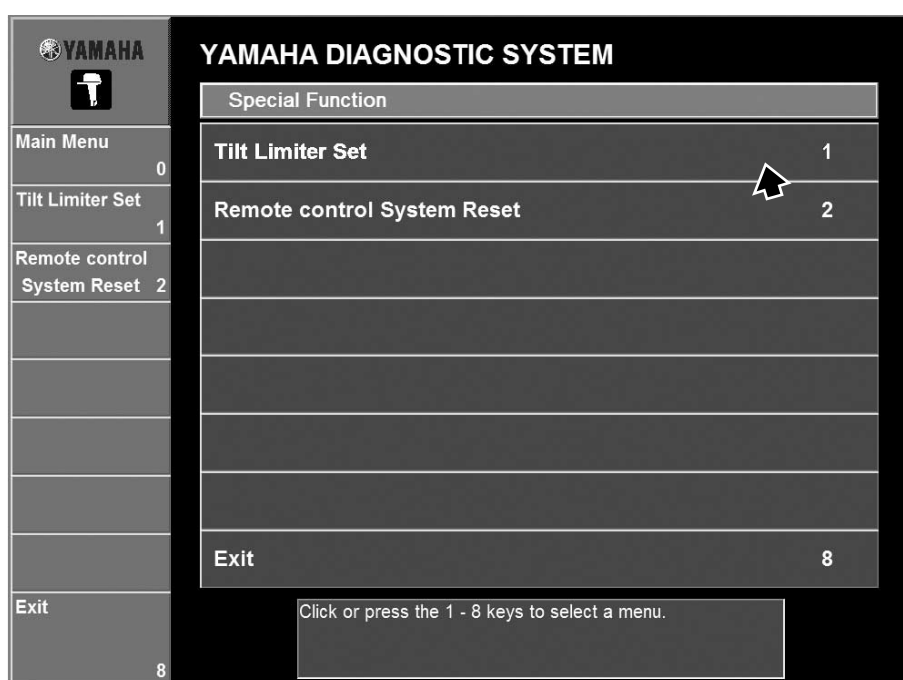 YAMAHA
YAMAHA DIAGNOSTIC SYSTEM
Special Function
Main Menu
0
Tilt Limiter Set
1
Remote control
System Reset 2
Exit
8
Tilt Limiter Set 1
Remote control System Reset 2
Exit 8
Click or press the 1 - 8 keys to select a menu.